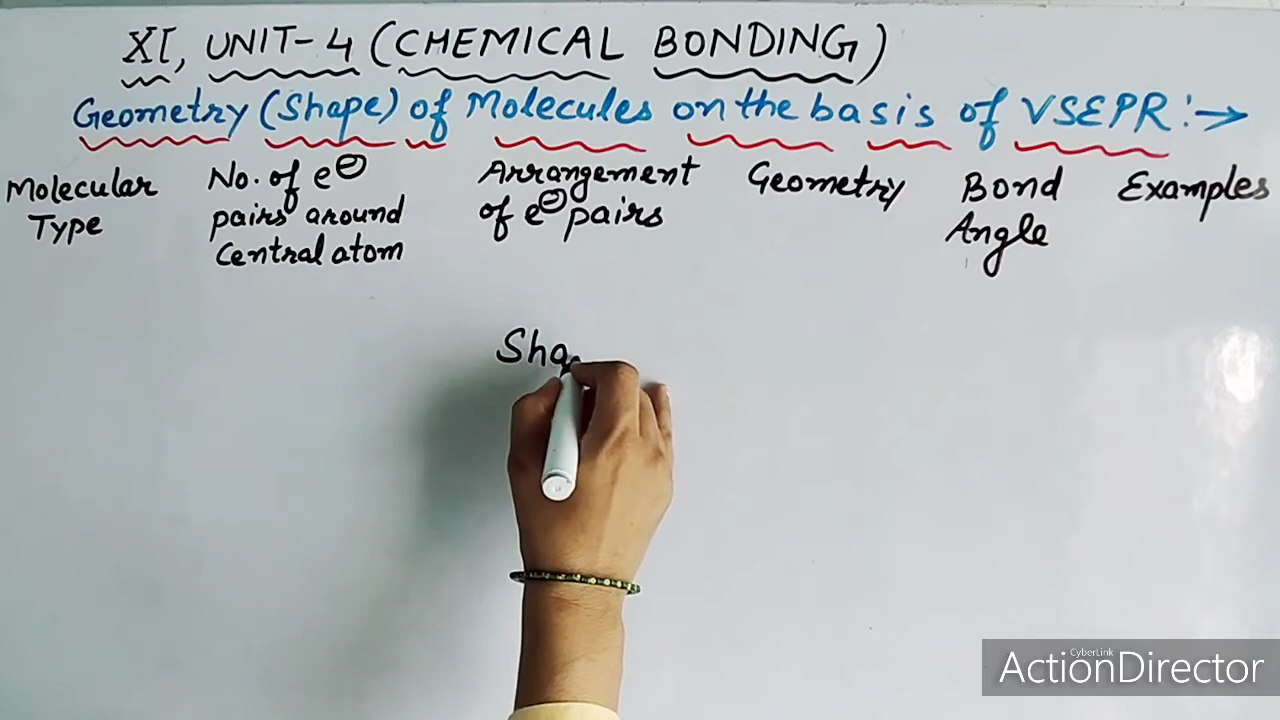 XI, UNIT-4 (CHEMICAL BONDING)
Geometry (Shape) of Molecules on the basis of VSEPR:→
Molecular Type
No. of e⊖ pairs around Central atom
Arrangement of e⊖ pairs
Geometry
Bond Angle
Examples
Sha
CyberLink
ActionDirector